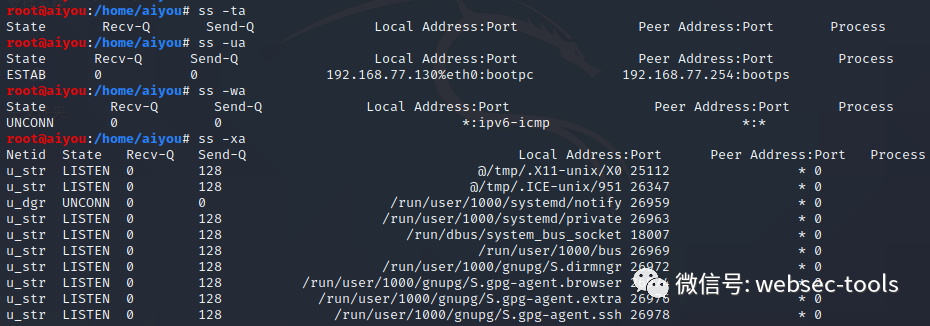 root@aiyou:/home/aiyou# ss -ta
State Recv-Q Send-Q Local Address:Port Peer Address:Port Process
root@aiyou:/home/aiyou# ss -ua
State Recv-Q Send-Q Local Address:Port Peer Address:Port Process
ESTAB 0 0 192.168.77.130%eth0:bootpc 192.168.77.254:bootps
root@aiyou:/home/aiyou# ss -wa
State Recv-Q Send-Q Local Address:Port Peer Address:Port Process
UNCONN 0 0 *:ipv6-icmp *:*
root@aiyou:/home/aiyou# ss -xa
Netid State Recv-Q Send-Q Local Address:Port Peer Address:Port Process
u_str LISTEN 0 128 @/tmp/.X11-unix/X0 25112 * 0
u_str LISTEN 0 128 @/tmp/.ICE-unix/951 26347 * 0
u_dgr UNCONN 0 0 /run/user/1000/systemd/notify 26959 * 0
u_str LISTEN 0 128 /run/user/1000/systemd/private 26963 * 0
u_str LISTEN 0 128 /run/dbus/system_bus_socket 18007 * 0
u_str LISTEN 0 128 /run/user/1000/bus 26969 * 0
u_str LISTEN 0 128 /run/user/1000/gnupg/S.dirmngr 26972 * 0
u_str LISTEN 0 128 /run/user/1000/gnupg/S.gpg-agent.browser * 0
u_str LISTEN 0 128 /run/user/1000/gnupg/S.gpg-agent.extra 26976 * 0
u_str LISTEN 0 128 /run/user/1000/gnupg/S.gpg-agent.ssh 26978 * 0
微信号: websec-tools